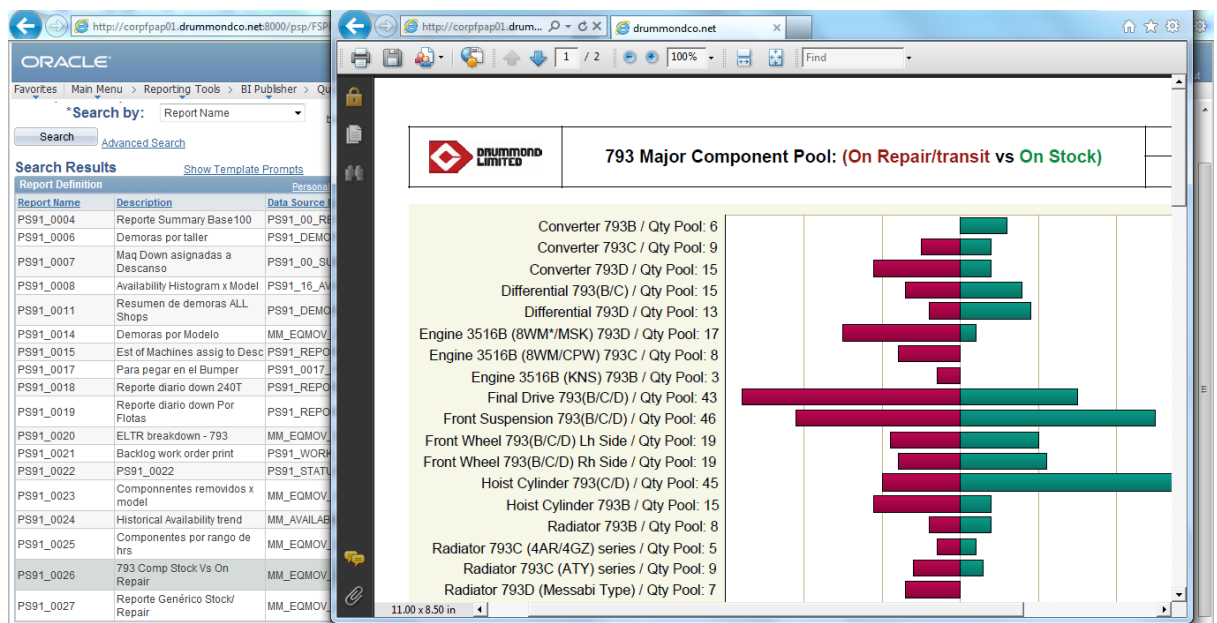 http://corpfpap01.drummondco.net:8000/psp/FSPI
ORACLE
Favorites Main Menu > Reporting Tools > BI Publisher > Qu
*Search by: Report Name
Search Advanced Search
Search Results Show Template Prompts
Report Definition Personal
Report Name Description Data Source
PS91_0004 Reporte Summary Base100 PS91_00_RE
PS91_0006 Demoras por taller PS91_DEMO
PS91_0007 Maq Down asignadas a PS91_00_SU
Descanso
PS91_0008 Availability Histogram x Model PS91_16_AV
PS91_0011 Resumen de demoras ALL PS91_DEMO
Shops
PS91_0014 Demoras por Modelo MM_EQMOV_
PS91_0015 Est of Machines assig to Desc PS91_REPO
PS91_0017 Para pegar en el Bumper PS91_0017_
PS91_0018 Reporte diario down 240T PS91_REPO
PS91_0019 Reporte diario down Por PS91_REPO
Flotas
PS91_0020 ELTR breakdown - 793 MM_EQMOV_
PS91_0021 Backlog work order print PS91_WORK
PS91_0022 PS91_0022 PS91_STATU
PS91_0023 Componnentes removidos x MM_EQMOV_
model
PS91_0024 Historical Availability trend MM_AVAILAB
PS91_0025 Componentes por rango de MM_EQMOV_
hrs
PS91_0026 793 Comp Stock Vs On MM_EQMOV_
Repair
PS91_0027 Reporte Genérico Stock/ MM_EQMOV_
Repair
http://corpfpap01.drum... drummondco.net
1 / 2 100% Find
DRUMMOND
LIMITED
793 Major Component Pool: (On Repair/transit vs On Stock)
Converter 793B / Qty Pool: 6
Converter 793C / Qty Pool: 9
Converter 793D / Qty Pool: 15
Differential 793(B/C) / Qty Pool: 15
Differential 793D / Qty Pool: 13
Engine 3516B (8WM*/MSK) 793D / Qty Pool: 17
Engine 3516B (8WM/CPW) 793C / Qty Pool: 8
Engine 3516B (KNS) 793B / Qty Pool: 3
Final Drive 793(B/C/D) / Qty Pool: 43
Front Suspension 793(B/C/D) / Qty Pool: 46
Front Wheel 793(B/C/D) Lh Side / Qty Pool: 19
Front Wheel 793(B/C/D) Rh Side / Qty Pool: 19
Hoist Cylinder 793(C/D) / Qty Pool: 45
Hoist Cylinder 793B / Qty Pool: 15
Radiator 793B / Qty Pool: 8
Radiator 793C (4AR/4GZ) series / Qty Pool: 5
Radiator 793C (ATY) series / Qty Pool: 9
Radiator 793D (Messabi Type) / Qty Pool: 7
11.00 x 8.50 in